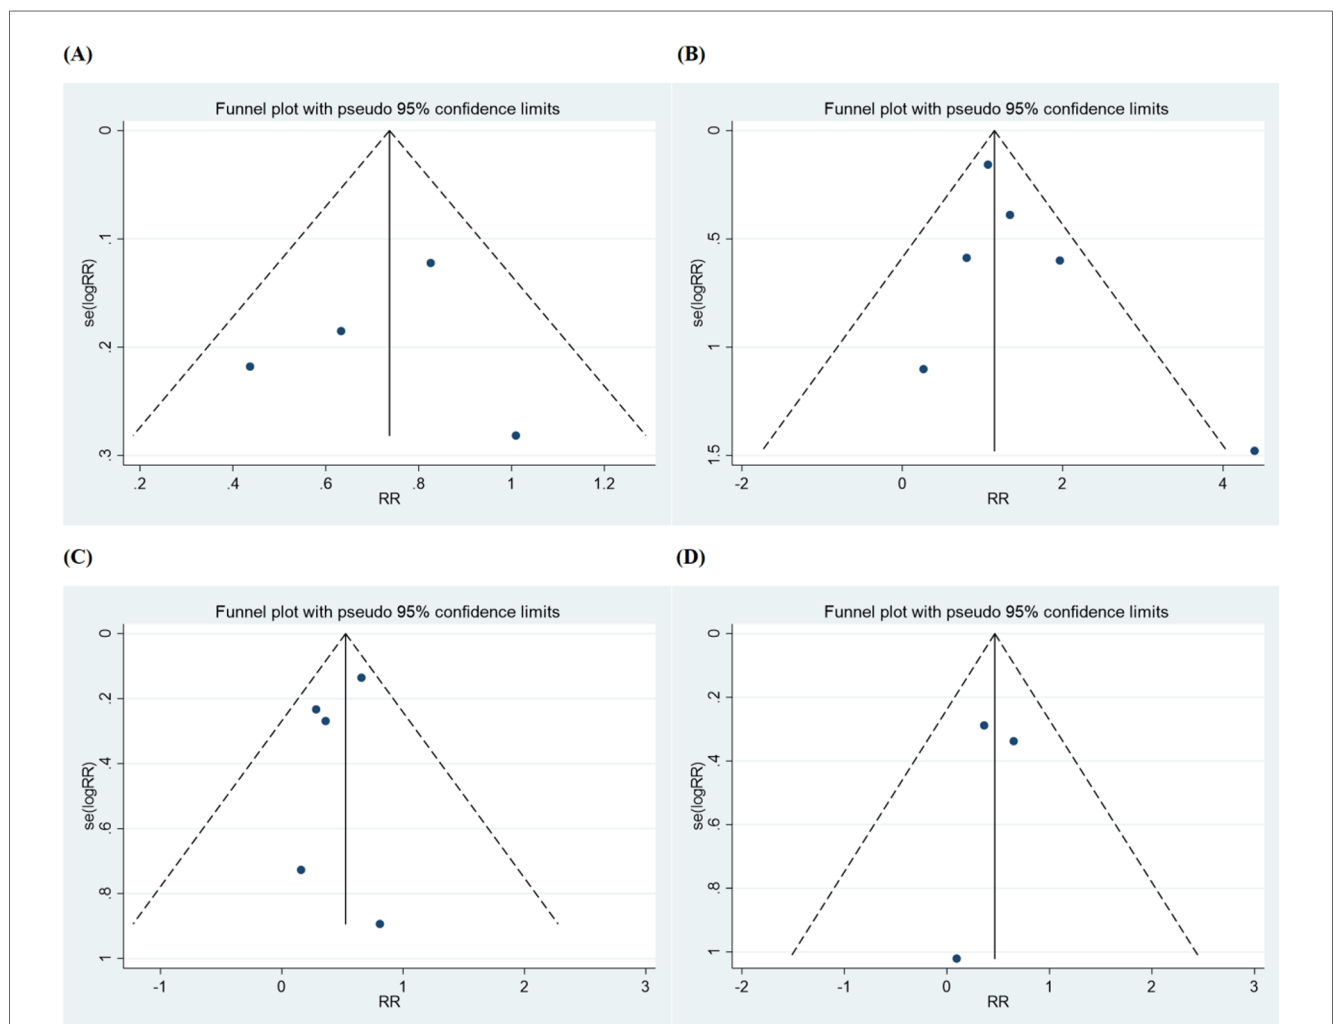 (A)
Funnel plot with pseudo 95% confidence limits
0
.1
.2
.3
se(logRR)
.2
.4
.6
.8
1
1.2
RR
(B)
Funnel plot with pseudo 95% confidence limits
0
.5
1
1.5
se(logRR)
-2
0
2
4
RR
(C)
Funnel plot with pseudo 95% confidence limits
0
.2
.4
.6
.8
1
se(logRR)
-1
0
1
2
3
RR
(D)
Funnel plot with pseudo 95% confidence limits
0
.2
.4
.6
.8
1
se(logRR)
-2
-1
0
1
2
3
RR